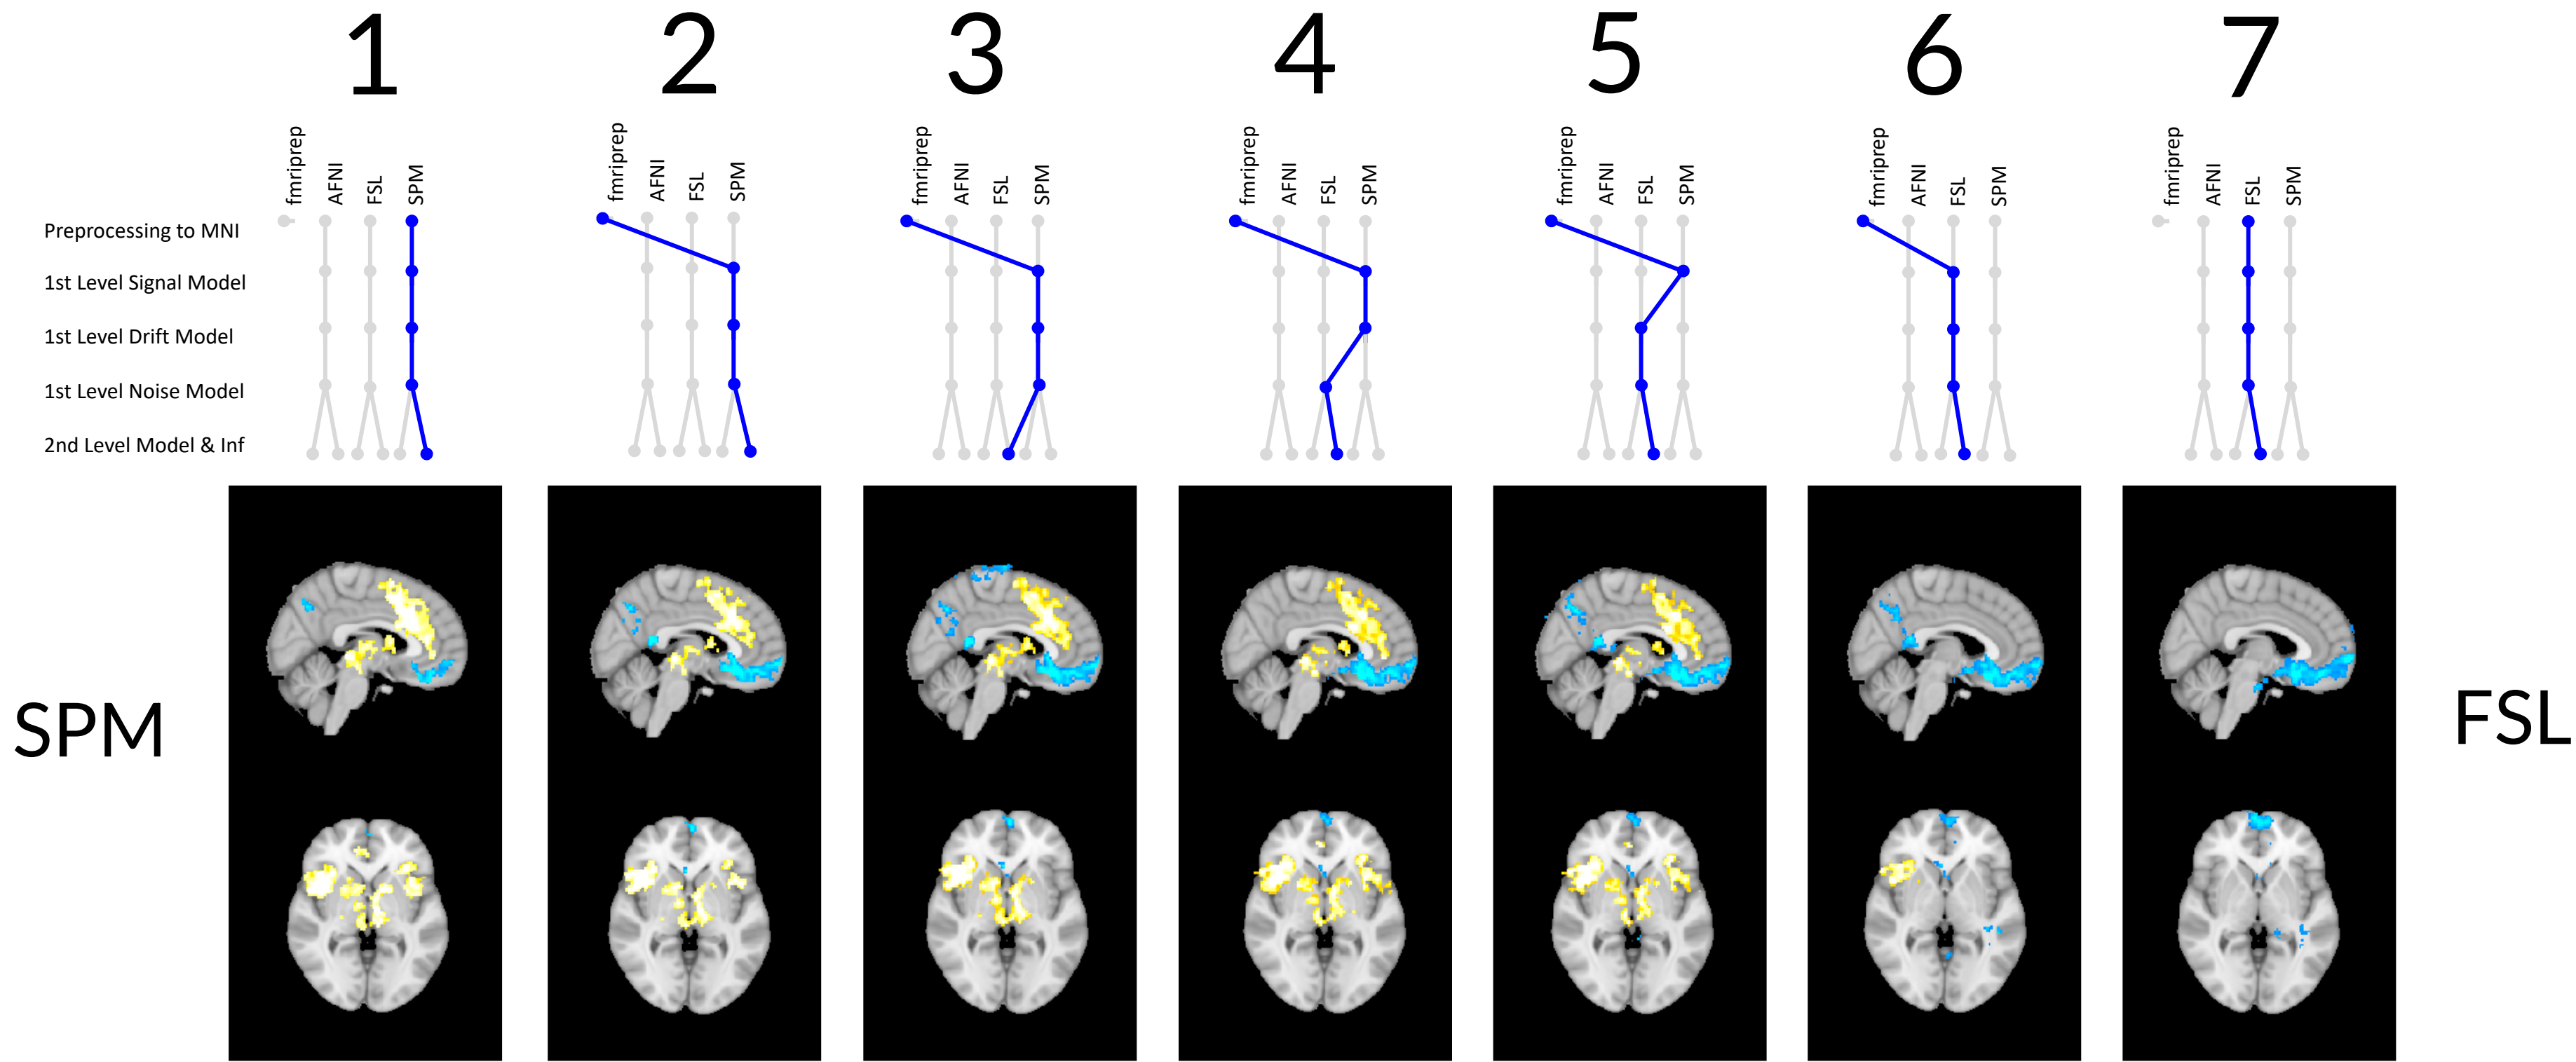 1 2 3 4 5 6 7
fmriprep AFNI FSL SPM
fmriprep AFNI FSL SPM
fmriprep AFNI FSL SPM
fmriprep AFNI FSL SPM
fmriprep AFNI FSL SPM
fmriprep AFNI FSL SPM
fmriprep AFNI FSL SPM
Preprocessing to MNI
1st Level Signal Model
1st Level Drift Model
1st Level Noise Model
2nd Level Model & Inf
SPM
FSL